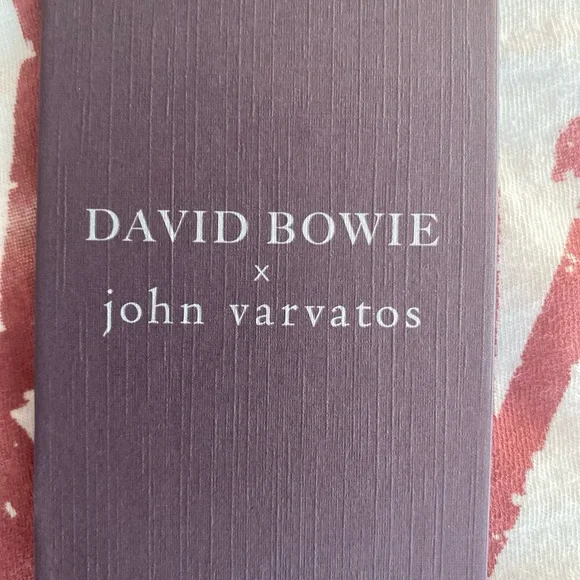 DAVID BOWIE
x
john varvatos